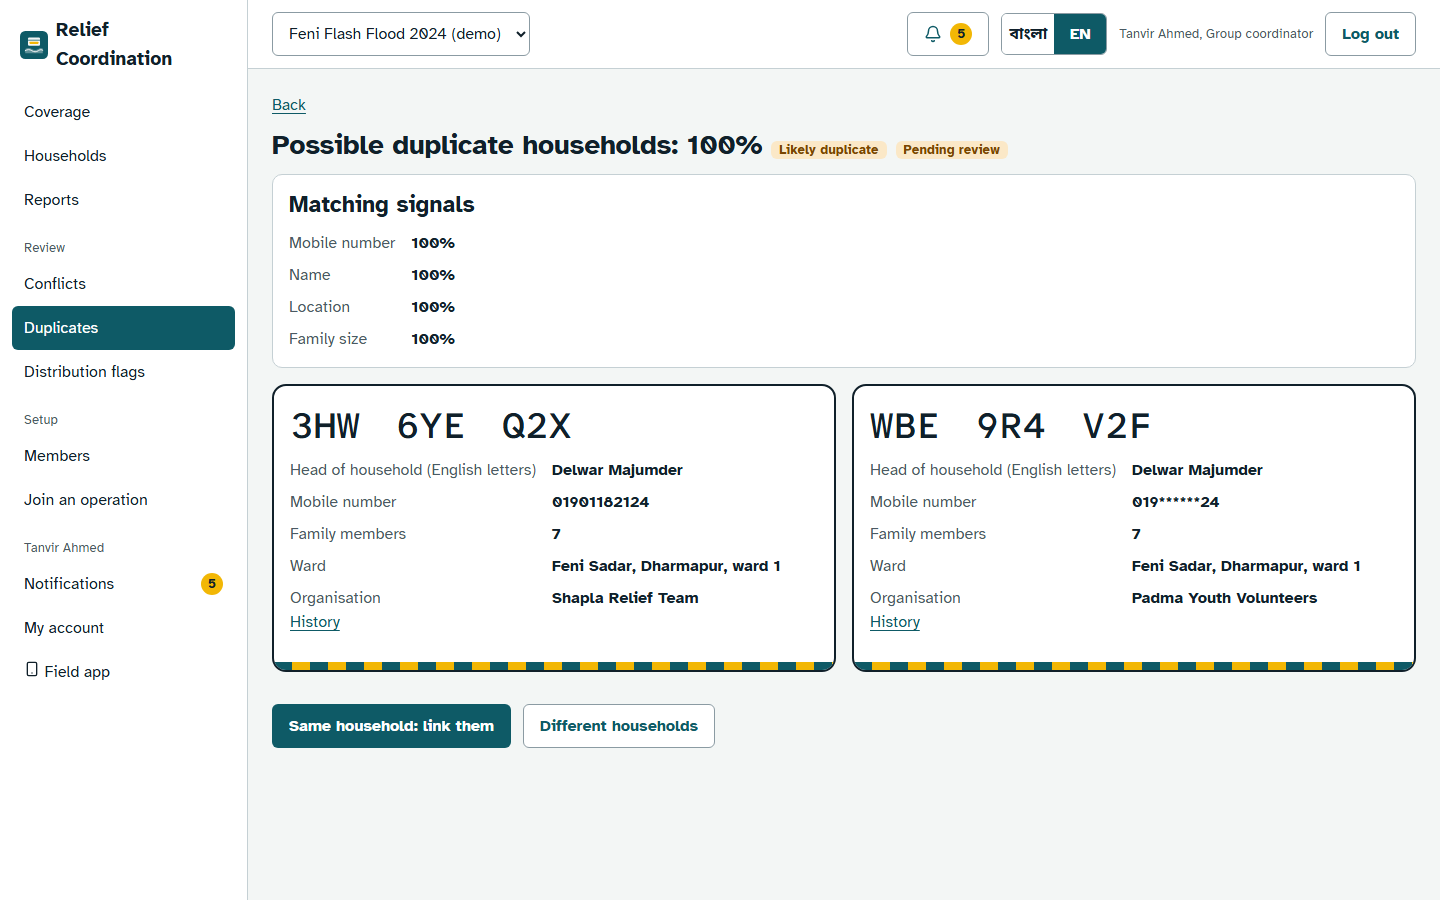 Relief
Coordination
Feni Flash Flood 2024 (demo)
5
বাংলা
EN
Tanvir Ahmed, Group coordinator
Log out
Coverage
Households
Reports
Review
Conflicts
Duplicates
Distribution flags
Setup
Members
Join an operation
Tanvir Ahmed
Notifications 5
My account
Field app
Back
Possible duplicate households: 100% Likely duplicate Pending review
Matching signals
Mobile number 100%
Name 100%
Location 100%
Family size 100%
3HW 6YE Q2X
Head of household (English letters) Delwar Majumder
Mobile number 01901182124
Family members 7
Ward Feni Sadar, Dharmapur, ward 1
Organisation Shapla Relief Team
History
WBE 9R4 V2F
Head of household (English letters) Delwar Majumder
Mobile number 019******24
Family members 7
Ward Feni Sadar, Dharmapur, ward 1
Organisation Padma Youth Volunteers
History
Same household: link them
Different households